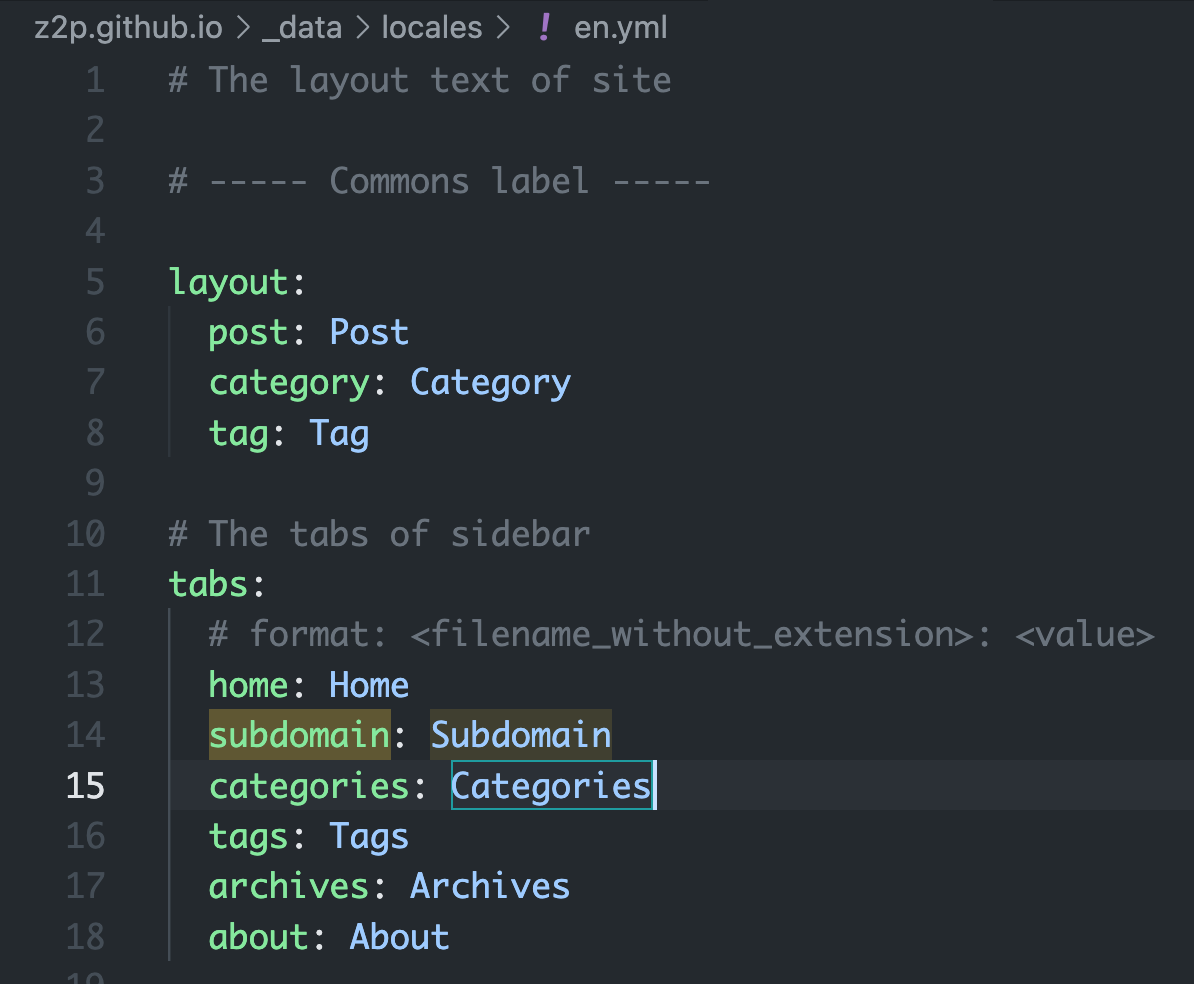 z2p.github.io > _data > locales > ! en.yml
1 # The layout text of site
2
3 # ----- Commons label -----
4
5 layout:
6   post: Post
7   category: Category
8   tag: Tag
9
10 # The tabs of sidebar
11 tabs:
12   # format: <filename_without_extension>: <value>
13   home: Home
14   subdomain: Subdomain
15   categories: Categories
16   tags: Tags
17   archives: Archives
18   about: About
19